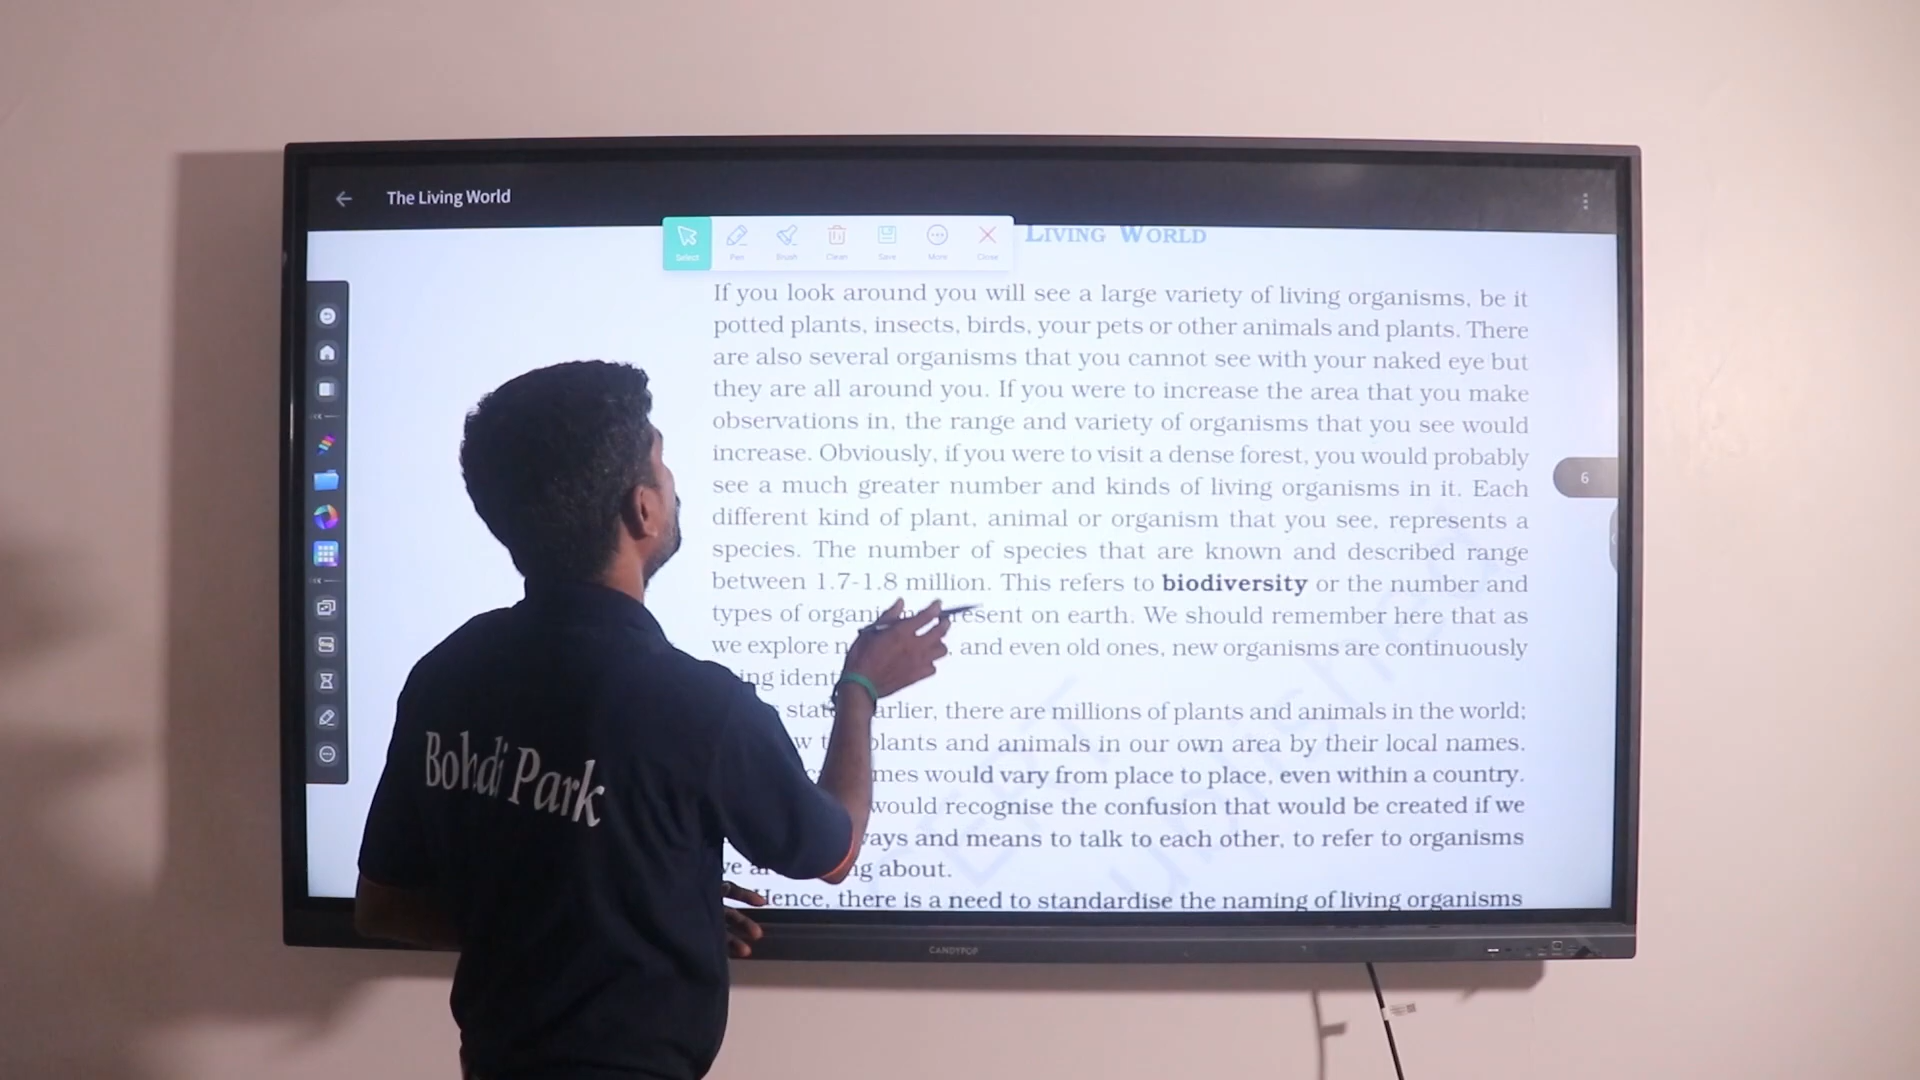 The Living World
Select Pen Brush Clean Save More Close
LIVING WORLD
If you look around you will see a large variety of living organisms, be it
potted plants, insects, birds, your pets or other animals and plants. There
are also several organisms that you cannot see with your naked eye but
they are all around you. If you were to increase the area that you make
observations in, the range and variety of organisms that you see would
increase. Obviously, if you were to visit a dense forest, you would probably
see a much greater number and kinds of living organisms in it. Each
6
different kind of plant, animal or organism that you see, represents a
species. The number of species that are known and described range
between 1.7-1.8 million. This refers to biodiversity or the number and
types of organi resent on earth. We should remember here that as
we explore n , and even old ones, new organisms are continuously
ing ident
stat arlier, there are millions of plants and animals in the world;
w t plants and animals in our own area by their local names.
mes would vary from place to place, even within a country.
would recognise the confusion that would be created if we
ays and means to talk to each other, to refer to organisms
ve a ng about.
Hence, there is a need to standardise the naming of living organisms
Bohdi Park
CANDYPOP